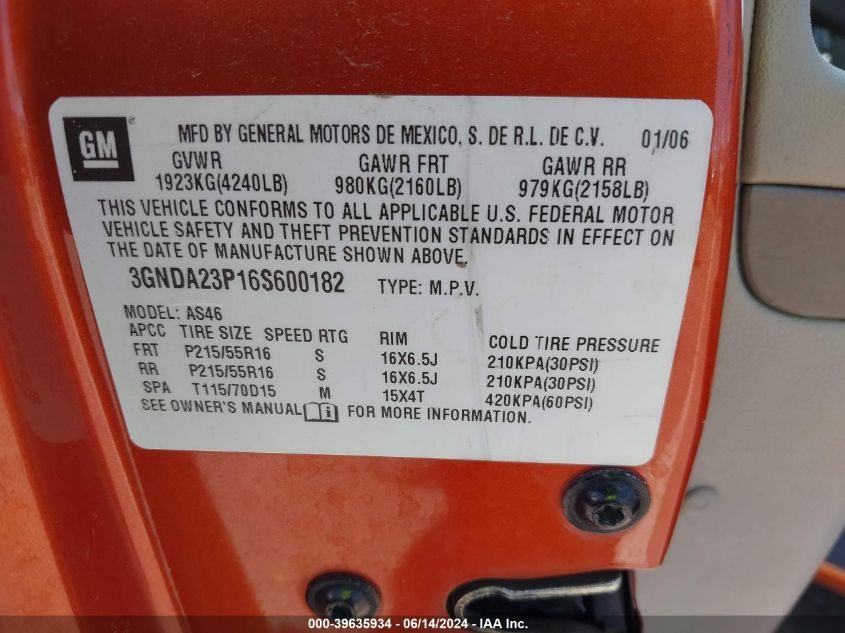 GM
MFD BY GENERAL MOTORS DE MEXICO, S. DE R.L. DE C.V. 01/06
GVWR GAWR FRT GAWR RR
1923KG(4240LB) 980KG(2160LB) 979KG(2158LB)
THIS VEHICLE CONFORMS TO ALL APPLICABLE U.S. FEDERAL MOTOR
VEHICLE SAFETY AND THEFT PREVENTION STANDARDS IN EFFECT ON
THE DATE OF MANUFACTURE SHOWN ABOVE.
3GNDA23P16S600182 TYPE: M.P.V.
MODEL: AS46
APCC TIRE SIZE SPEED RTG RIM COLD TIRE PRESSURE
FRT P215/55R16 S 16X6.5J 210KPA(30PSI)
RR P215/55R16 S 16X6.5J 210KPA(30PSI)
SPA T115/70D15 M 15X4T 420KPA(60PSI)
SEE OWNER'S MANUAL FOR MORE INFORMATION.
000-39635934 - 06/14/2024 - IAA Inc.